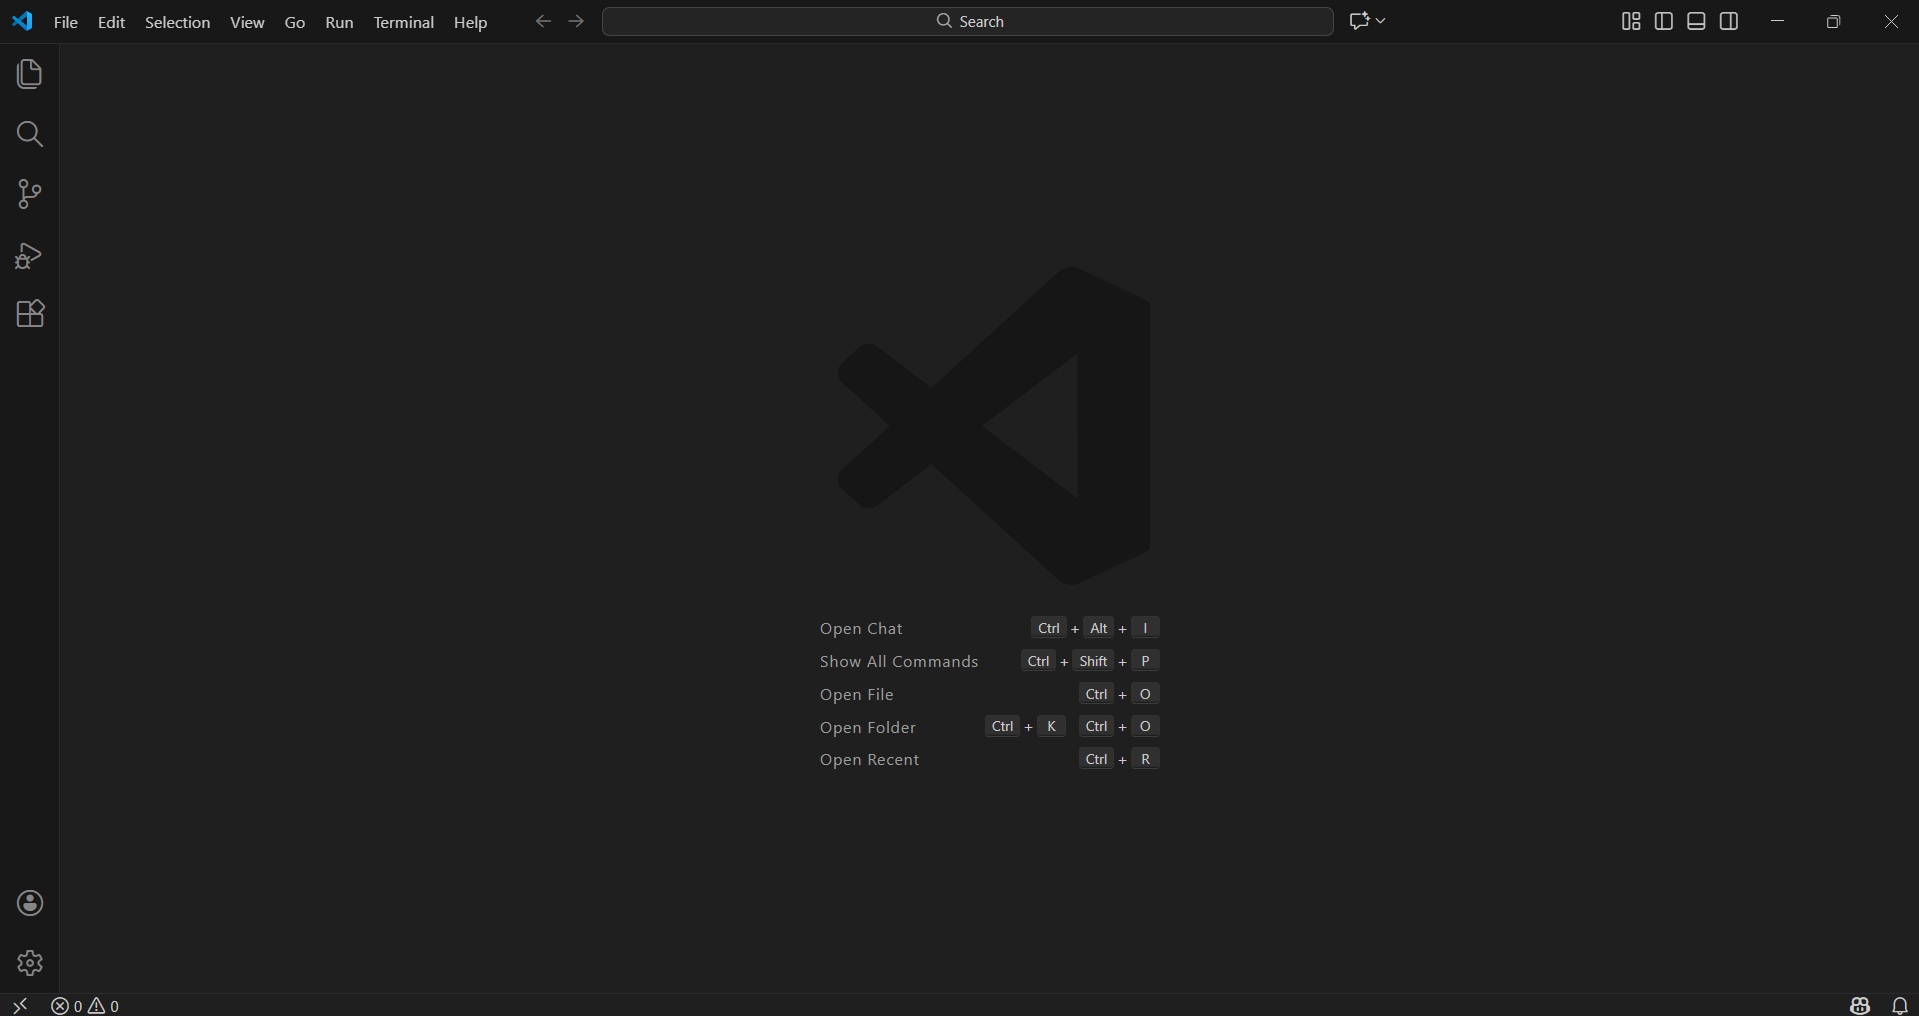 File Edit Selection View Go Run Terminal Help Search
Open Chat Ctrl + Alt + I
Show All Commands Ctrl + Shift + P
Open File Ctrl + O
Open Folder Ctrl + K Ctrl + O
Open Recent Ctrl + R
0 0